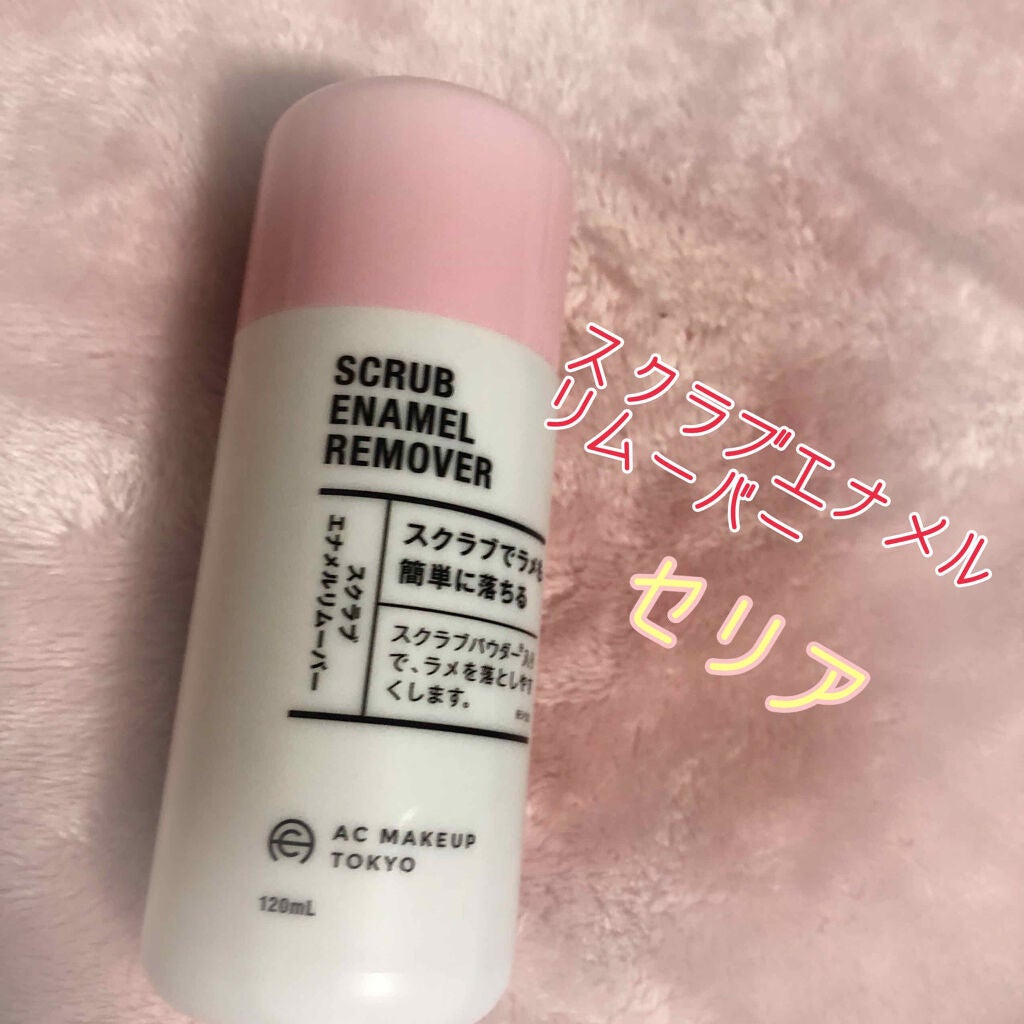 SCRUB
ENAMEL
REMOVER
スクラブ
エナメルリムーバー
スクラブでラメも
簡単に落ちる
スクラブパウダー
で、ラメを落としやす
くします。
AC MAKEUP
TOKYO
120mL
スクラブエナメル
リムーバー
セリア